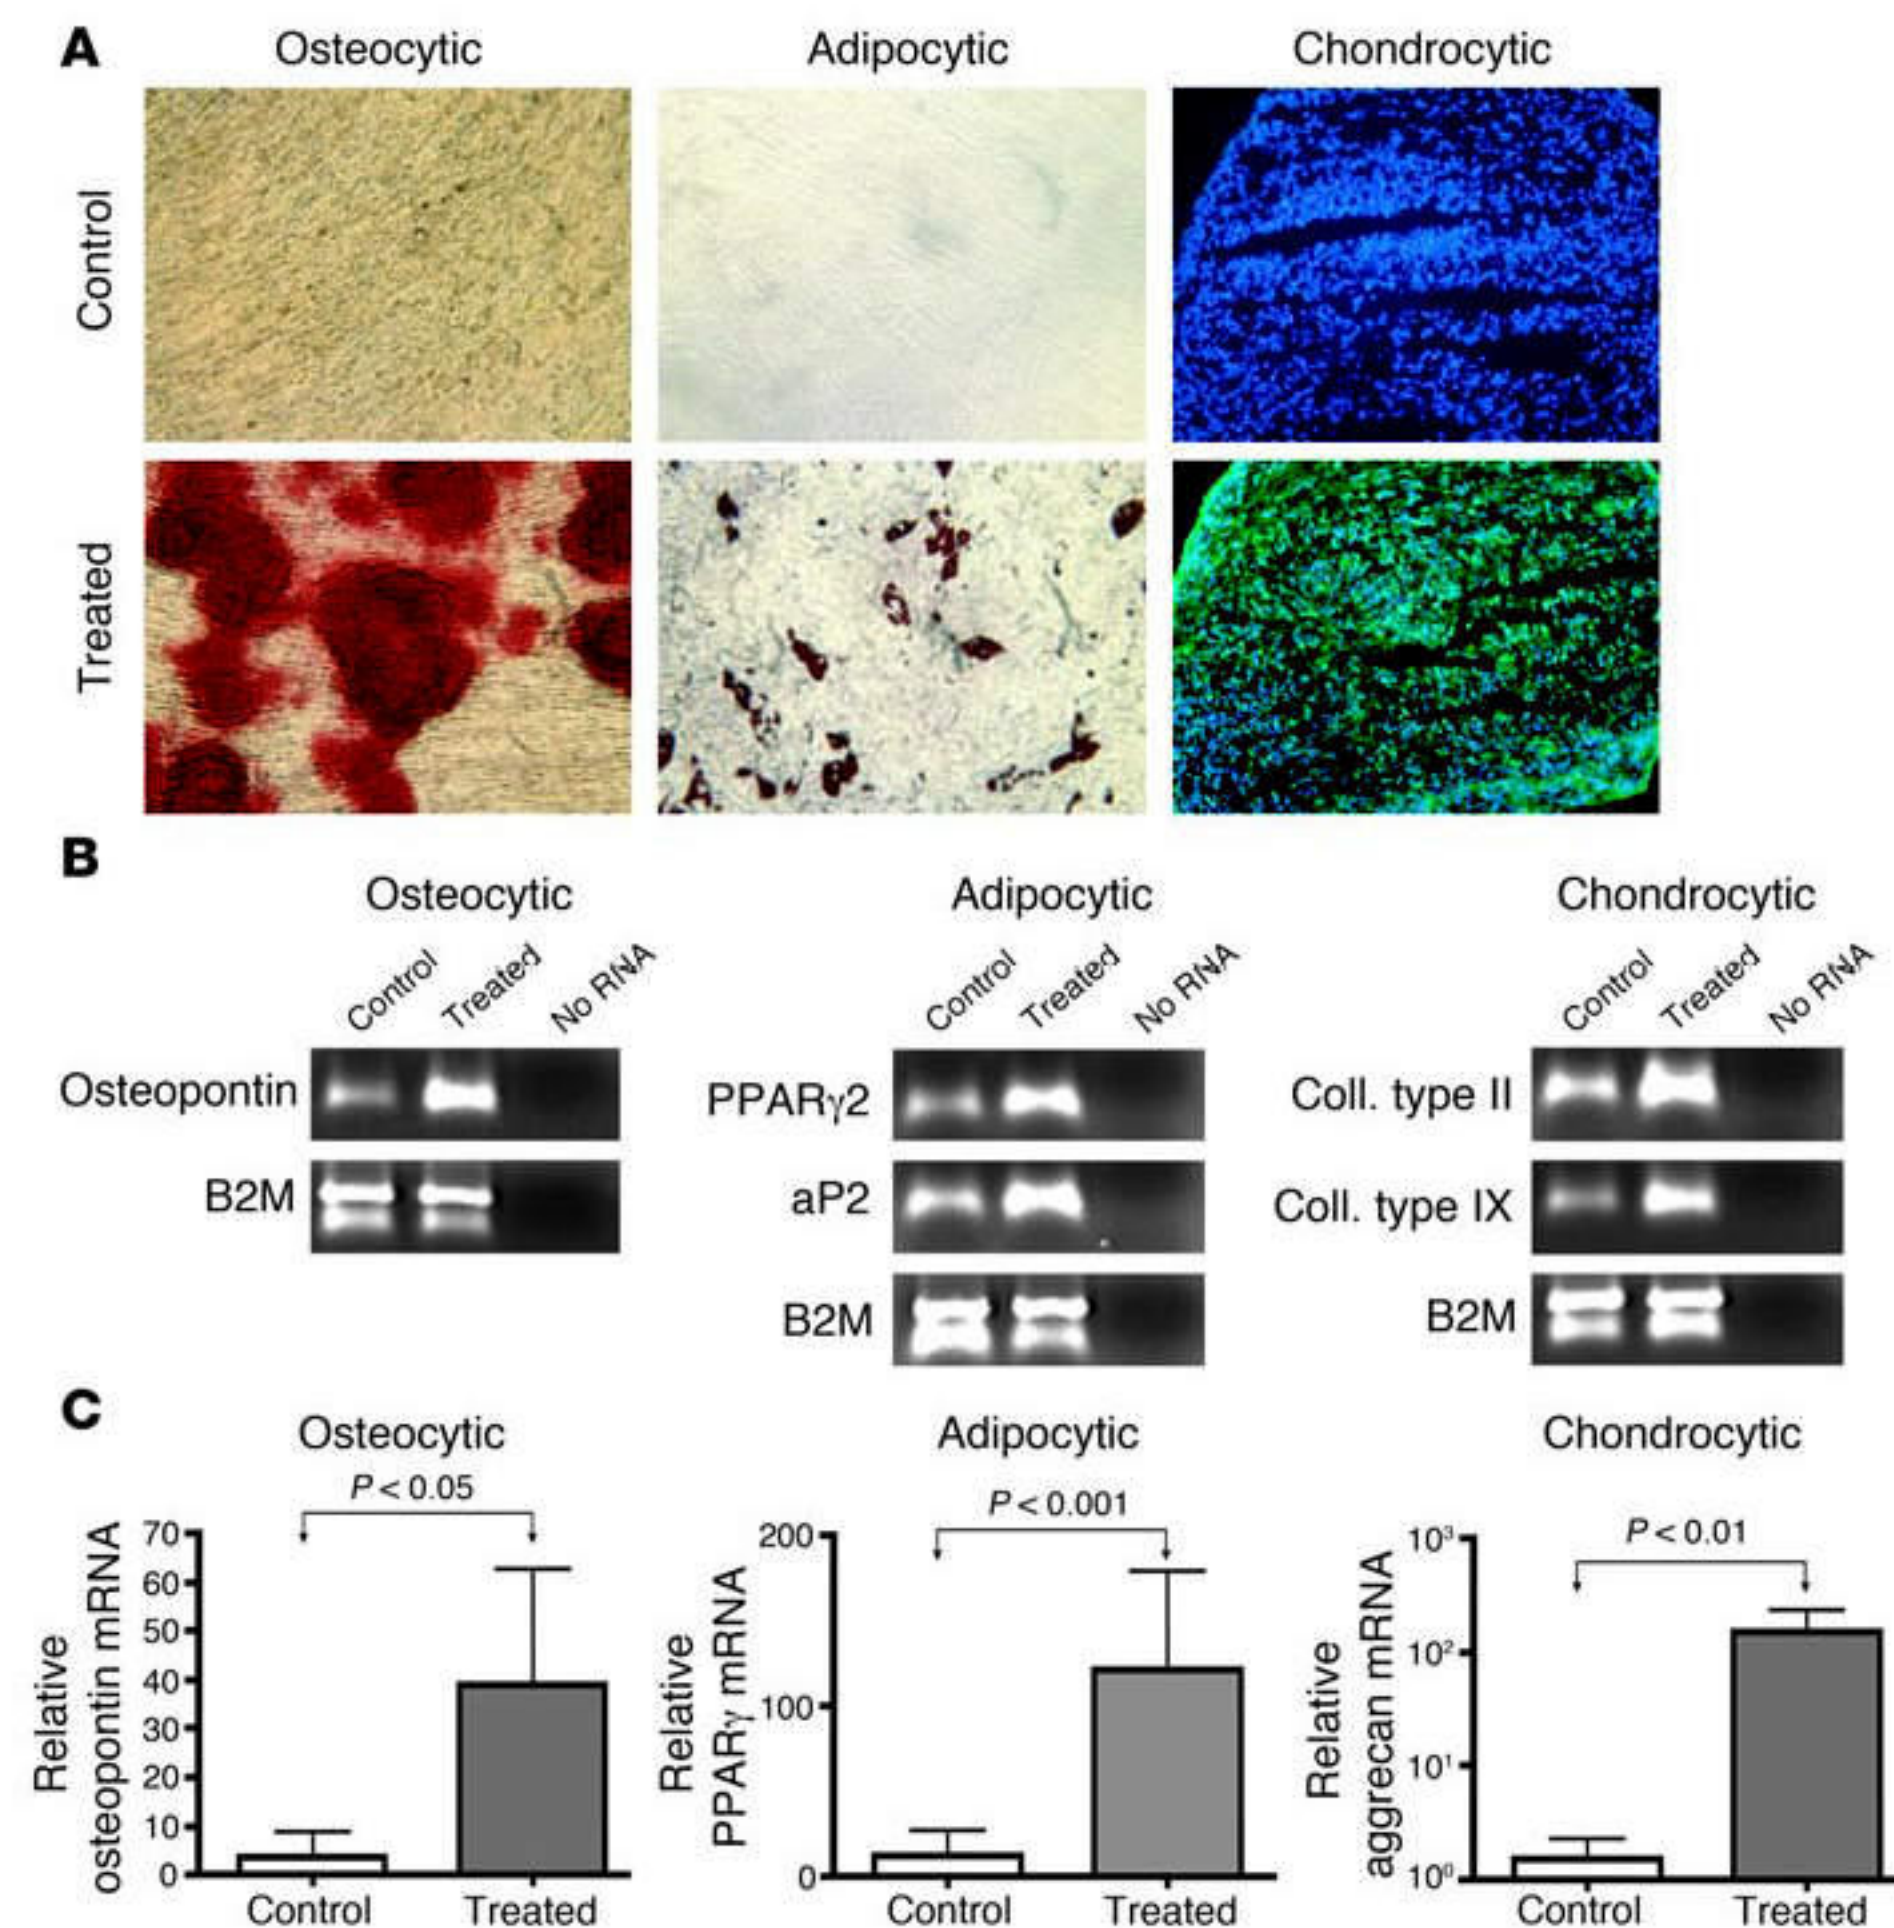 A
Osteocytic
Adipocytic
Chondrocytic
Control
Treated
B
Osteocytic
Adipocytic
Chondrocytic
Control
Treated
No RNA
Control
Treated
No RNA
Control
Treated
No RNA
Osteopontin
B2M
PPARγ2
aP2
B2M
Coll. type II
Coll. type IX
B2M
C
Osteocytic
P < 0.05
Relative
osteopontin mRNA
70
60
50
40
30
20
10
0
Control
Treated
Adipocytic
P < 0.001
Relative
PPARγ mRNA
200
100
0
Control
Treated
Chondrocytic
P < 0.01
Relative
aggrecan mRNA
10³
10²
10¹
10⁰
Control
Treated